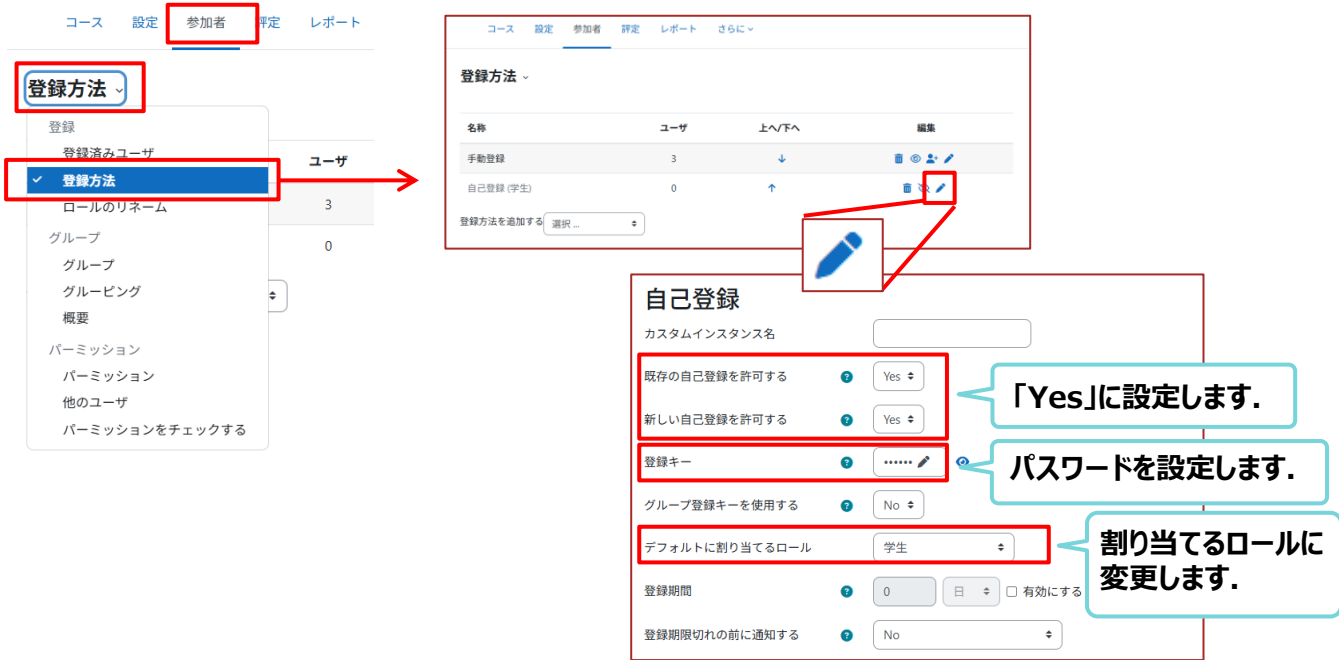 コース 設定 参加者 評定 レポート
登録方法
登録
登録済みユーザ
登録方法
ロールのリネーム
グループ
グループ
グルーピング
概要
パーミッション
パーミッション
他のユーザ
パーミッションをチェックする
ユーザ
3
0
コース 設定 参加者 評定 レポート さらに
登録方法
名称 ユーザ 上へ/下へ 編集
手動登録 3
自己登録 (学生) 0
登録方法を追加する 選択 ...
自己登録
カスタムインスタンス名
既存の自己登録を許可する Yes
新しい自己登録を許可する Yes
「Yes」に設定します.
登録キー ••••••
パスワードを設定します.
グループ登録キーを使用する No
デフォルトに割り当てるロール 学生
割り当てるロールに
変更します.
登録期間 0 日 有効にする
登録期限切れの前に通知する No